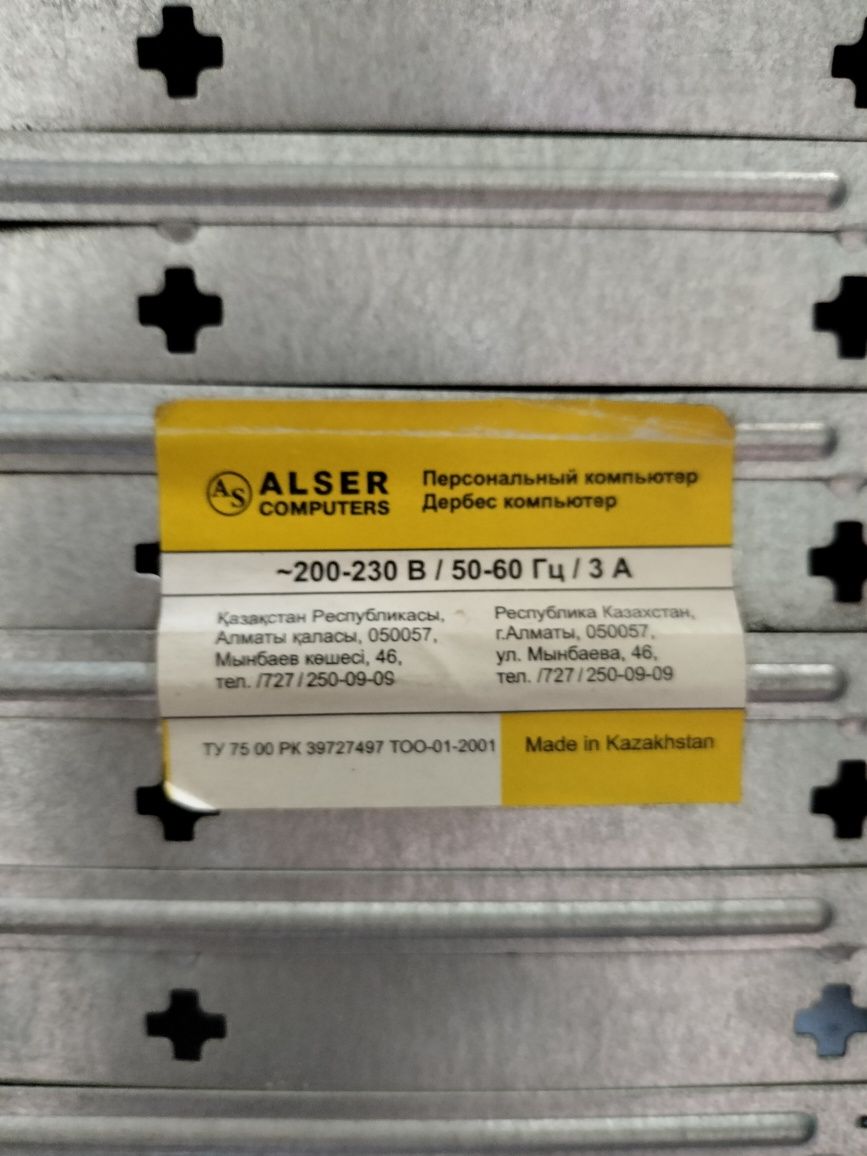 AS ALSER
COMPUTERS
Персональный компьютер
Дербес компьютер
~200-230 В / 50-60 Гц / 3 А
Қазақстан Республикасы,
Алматы қаласы, 050057,
Мынбаев көшесі, 46,
тел. /727/250-09-09
Республика Казахстан,
г.Алматы, 050057,
ул. Мынбаева, 46,
тел. /727/250-09-09
ТУ 75 00 РК 39727497 ТОО-01-2001
Made in Kazakhstan